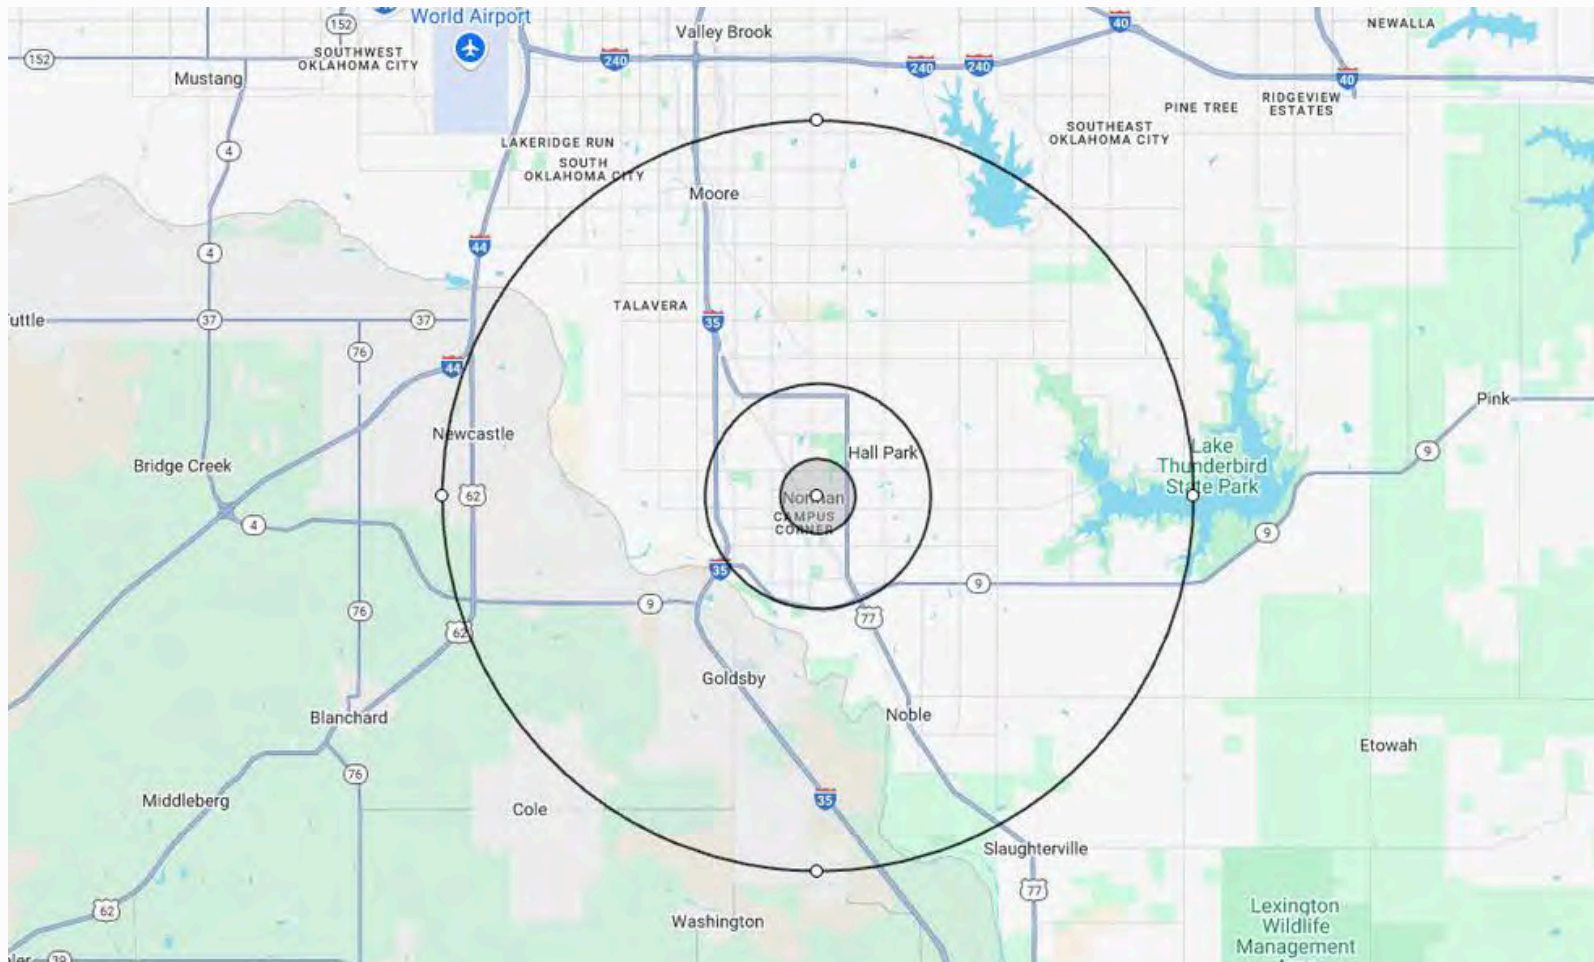 World Airport
152
NEWALLA
40
Valley Brook
SOUTHWEST
OKLAHOMA CITY
152
240
240
240
Mustang
40
PINE TREE
RIDGEVIEW
ESTATES
SOUTHEAST
OKLAHOMA CITY
LAKERIDGE RUN
4
SOUTH
OKLAHOMA CITY
Moore
4
44
TALAVERA
uttle
37
37
35
76
44
Pink
Newcastle
Hall Park
Lake
Thunderbird
State Park
9
Bridge Creek
62
Norman
CAMPUS
CORNER
4
9
35
9
76
9
62
77
Goldsby
Blanchard
Noble
Etowah
76
Middleberg
35
Cole
Slaughterville
77
62
Lexington
Wildlife
Management
Washington
39